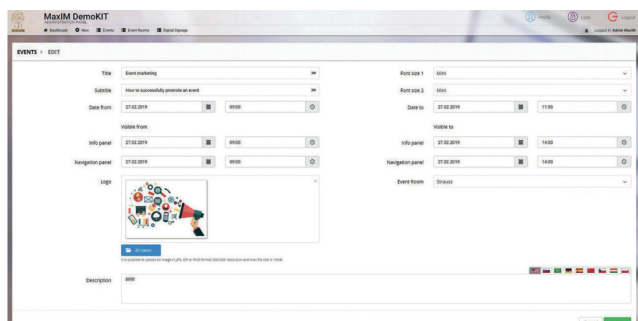 MaxIM DemoKIT
ADMINISTRATION PANEL
Profile Lock Logout
Dashboard New Events Event Rooms Digital Signage
Logged in: Admin MaxIM
EVENTS > EDIT
Title Event marketing Font size 1 Mini
Subtitle How to successfully promote an event Font size 2 Mini
Date from 27.02.2019 09:00 Date to 27.02.2019 11:00
Visible from Visible to
Info panel 27.02.2019 09:00 Info panel 27.02.2019 14:00
Navigation panel 27.02.2019 09:00 Navigation panel 27.02.2019 14:00
Logo Event Room Strauss
Browse
Description